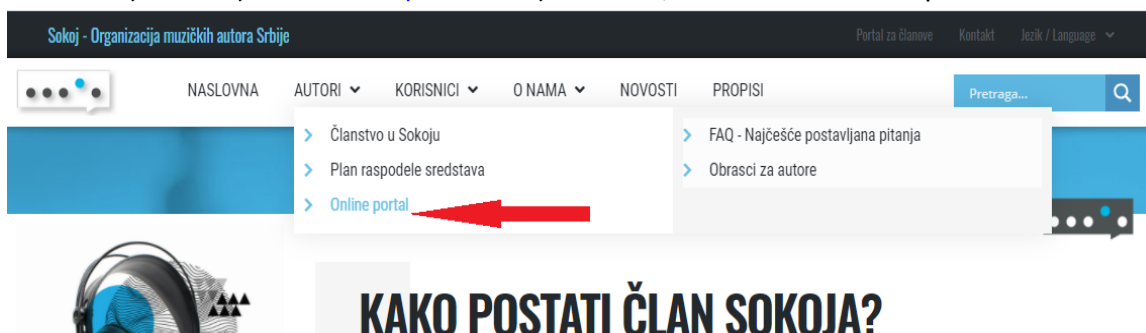 Sokoj - Organizacija muzičkih autora Srbije
Portal za članove Kontakt Jezik / Language
NASLOVNA AUTORI KORISNICI O NAMA NOVOSTI PROPISI
Pretraga...
Članstvo u Sokoju
Plan raspodele sredstava
Online portal
FAQ - Najčešće postavljana pitanja
Obrasci za autore
KAKO POSTATI ČLAN SOKOJA?